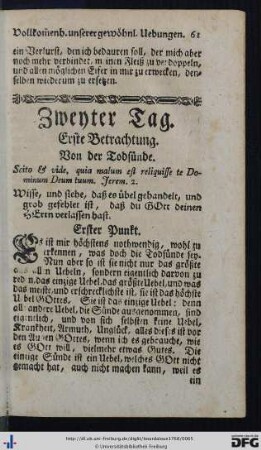 Vollkom̃enh. unserer gewöhnl. Uebungen. 61
ein Verlurst, den ich bedauren soll, der mich aber
noch mehr verbindet, meinen Fleiß zu verdoppeln,
und allen möglichen Eifer in mir zu erwecken, den-
selben wiederum zu ersetzen.
Zweyter Tag.
Erste Betrachtung.
Von der Todsünde.
Scito & vide, quia malum est reliquisse te Do-
minum Deum tuum. Jerem. 2.
Wisse, und siehe, daß es übel gehandelt, und
grob gefehlet ist, daß du GOtt deinen
HErrn verlassen hast.
Erster Punkt.
Es ist mir höchstens nothwendig, wohl zu
erkennen, was doch die Todsünde sey.
Nun aber so ist sie nicht nur das größte
aus allen Uebeln, sondern eigentlich darvon zu
reden das einzige Uebel, das größte Uebel, und was
das meiste, und erschrecklichste ist, sie ist das höchste
Uebel GOttes. Sie ist das einzige Uebel: denn
alle andere Uebel, die Sünde ausgenommen, sind
eigentlich, und von sich selbsten keine Uebel,
Krankheit, Armuth, Unglück, alles dieses ist vor
den Augen GOttes, wenn ich es gebrauche, wie
es GOtt will, vielmehr etwas Gutes. Die
einzige Sünde ist ein Uebel, welches GOtt nicht
gemacht hat, auch nicht machen kann, weil es
ein
© Universitätsbibliothek Freiburg
DFG